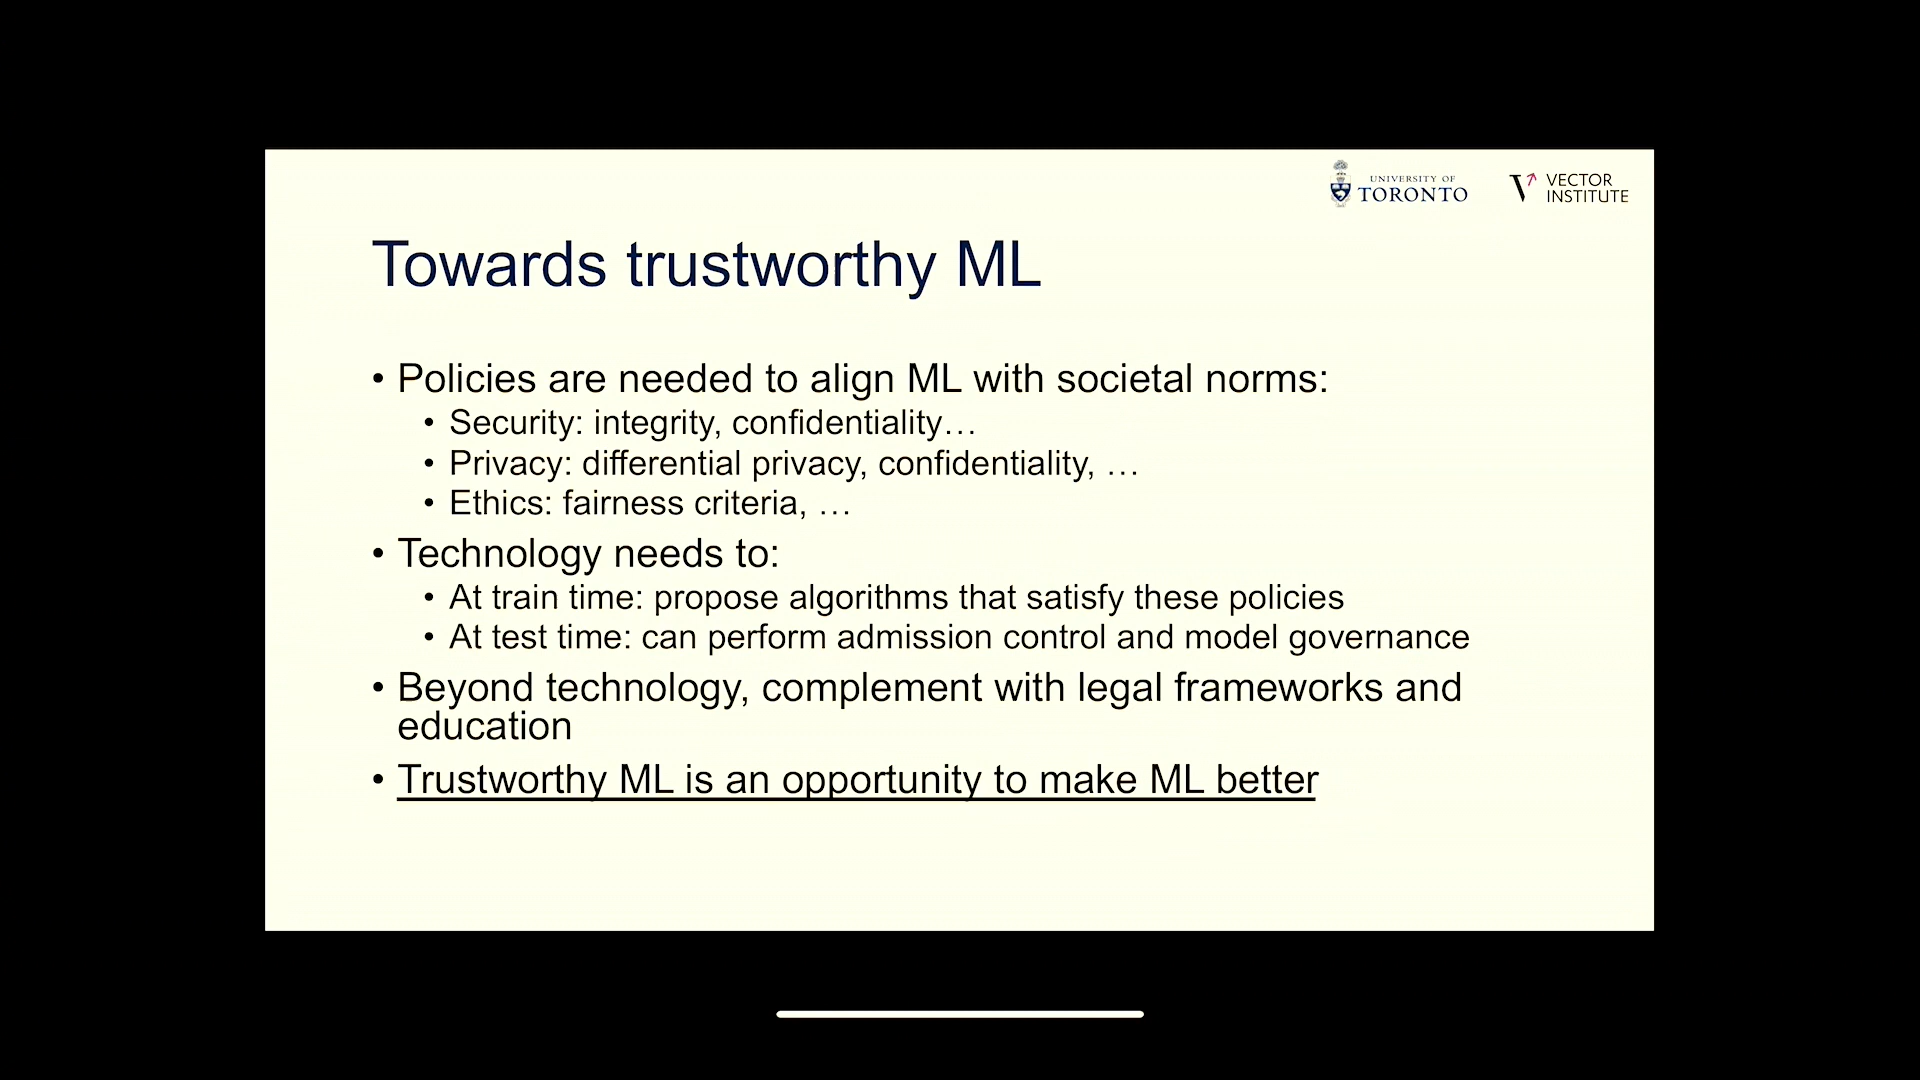 UNIVERSITY OF
TORONTO
VECTOR
INSTITUTE
Towards trustworthy ML
• Policies are needed to align ML with societal norms:
• Security: integrity, confidentiality…
• Privacy: differential privacy, confidentiality, …
• Ethics: fairness criteria, …
• Technology needs to:
• At train time: propose algorithms that satisfy these policies
• At test time: can perform admission control and model governance
• Beyond technology, complement with legal frameworks and
education
• Trustworthy ML is an opportunity to make ML better